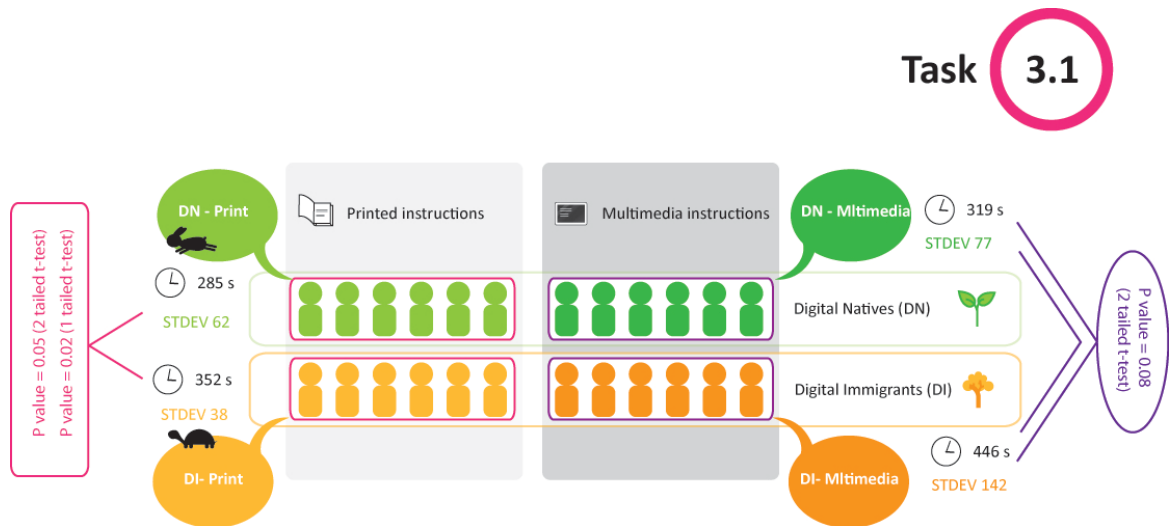 Task 3.1
DN - Print
Printed instructions
Multimedia instructions
DN - Mltimedia
319 s
STDEV 77
285 s
STDEV 62
Digital Natives (DN)
P value = 0.05 (2 tailed t-test)
P value = 0.02 (1 tailed t-test)
P value = 0.08
(2 tailed t-test)
352 s
STDEV 38
Digital Immigrants (DI)
DI- Print
DI- Mltimedia
446 s
STDEV 142